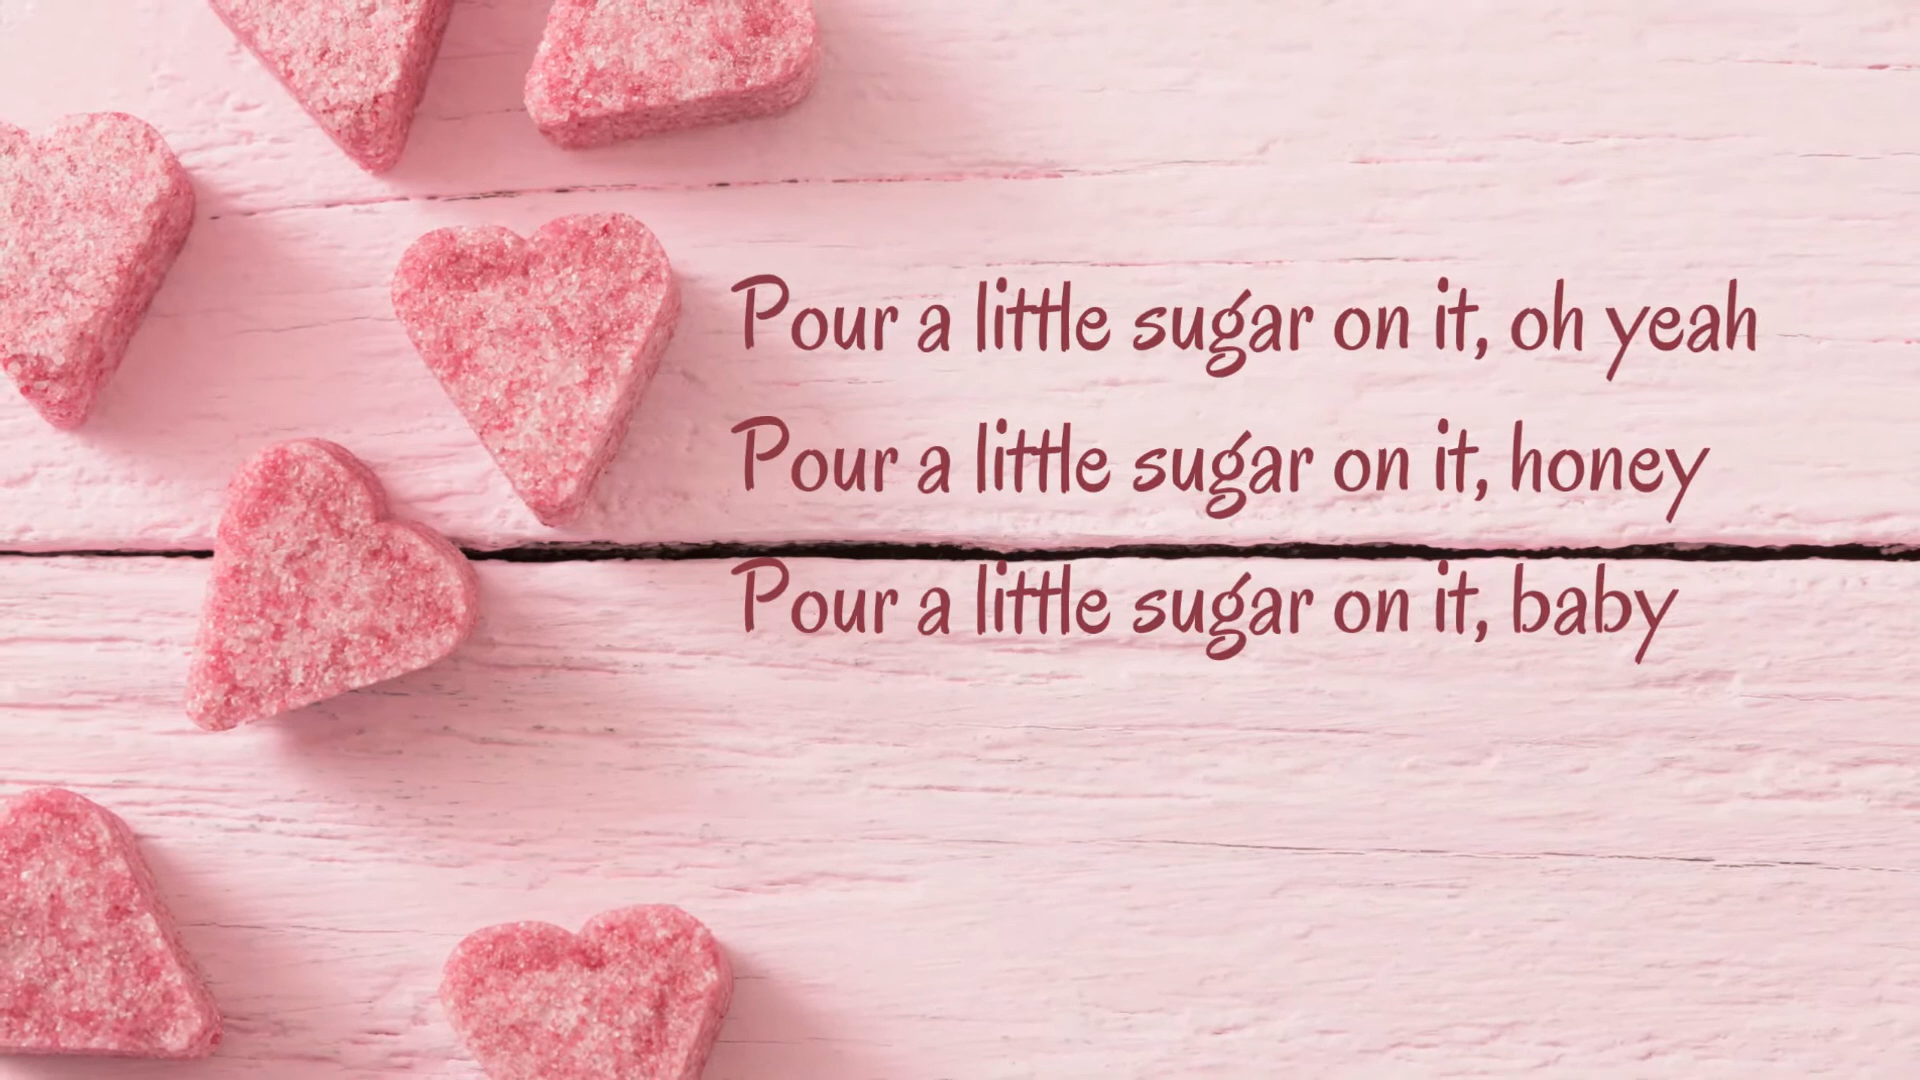 Pour a little sugar on it, oh yeah
Pour a little sugar on it, honey
Pour a little sugar on it, baby